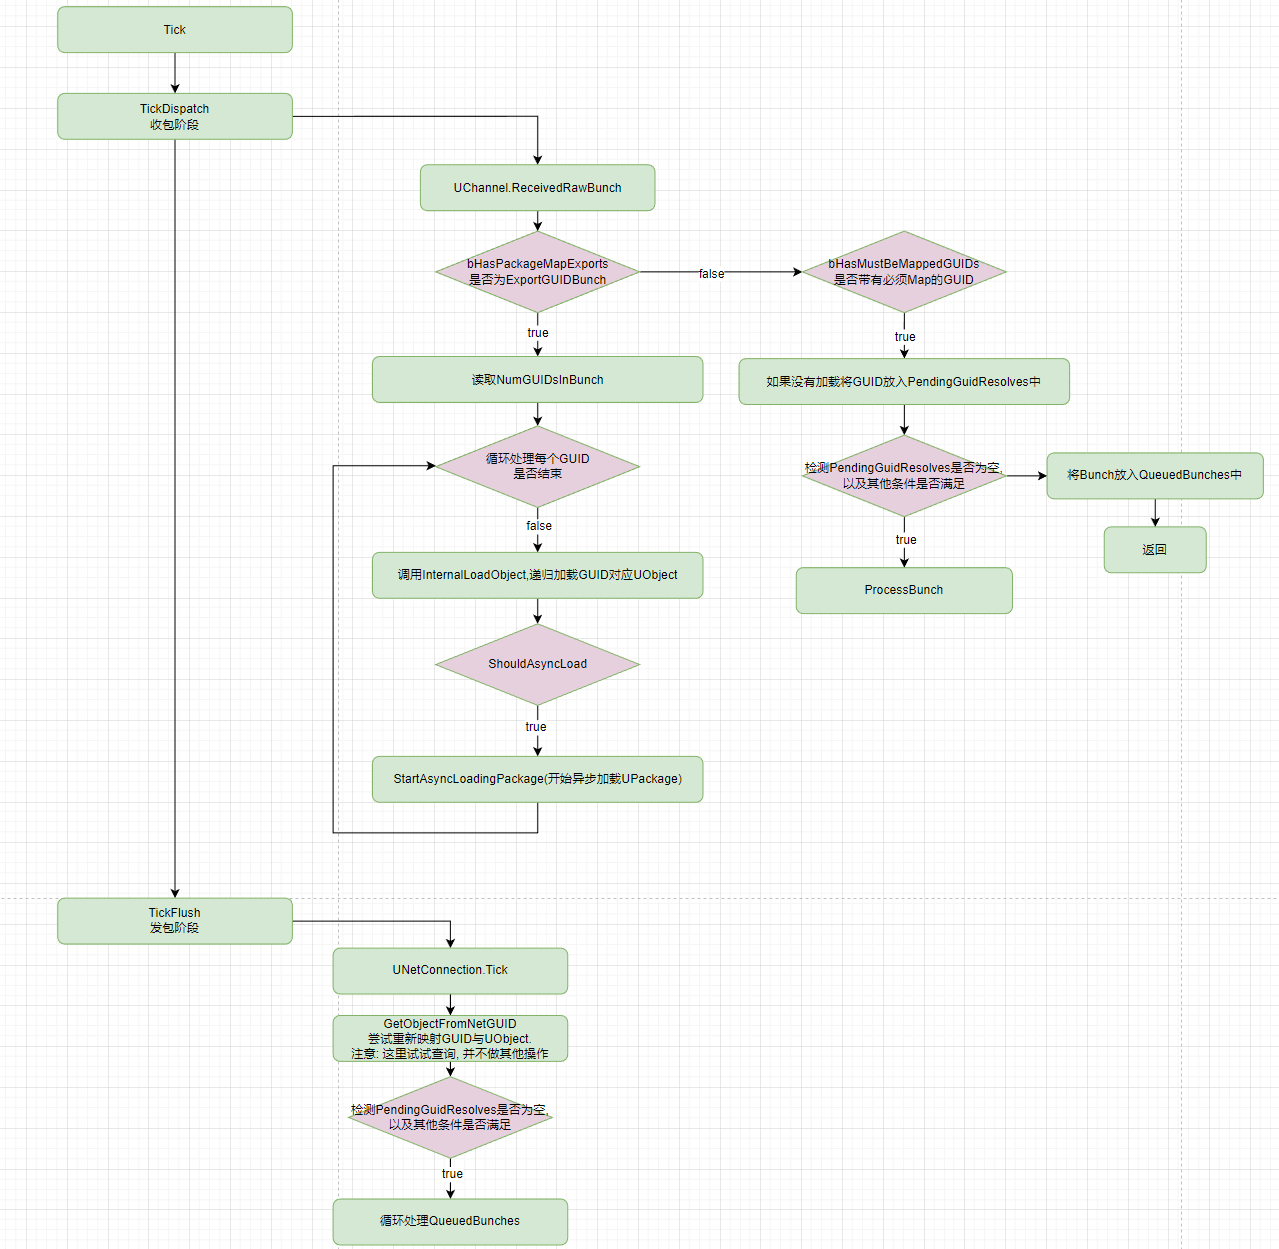 Tick
TickDispatch
收包阶段
UChannel.ReceivedRawBunch
bHasPackageMapExports
是否为ExportGUIDBunch
false
bHasMustBeMappedGUIDs
是否带有必须Map的GUID
true
true
读取NumGUIDsInBunch
如果没有加载将GUID放入PendingGuidResolves中
循环处理每个GUID
是否结束
检测PendingGuidResolves是否为空,
以及其他条件是否满足
将Bunch放入QueuedBunches中
false
true
返回
调用InternalLoadObject,递归加载GUID对应UObject
ProcessBunch
ShouldAsyncLoad
true
StartAsyncLoadingPackage(开始异步加载UPackage)
TickFlush
发包阶段
UNetConnection.Tick
GetObjectFromNetGUID
尝试重新映射GUID与UObject.
注意: 这里试试查询, 并不做其他操作
检测PendingGuidResolves是否为空,
以及其他条件是否满足
true
循环处理QueuedBunches